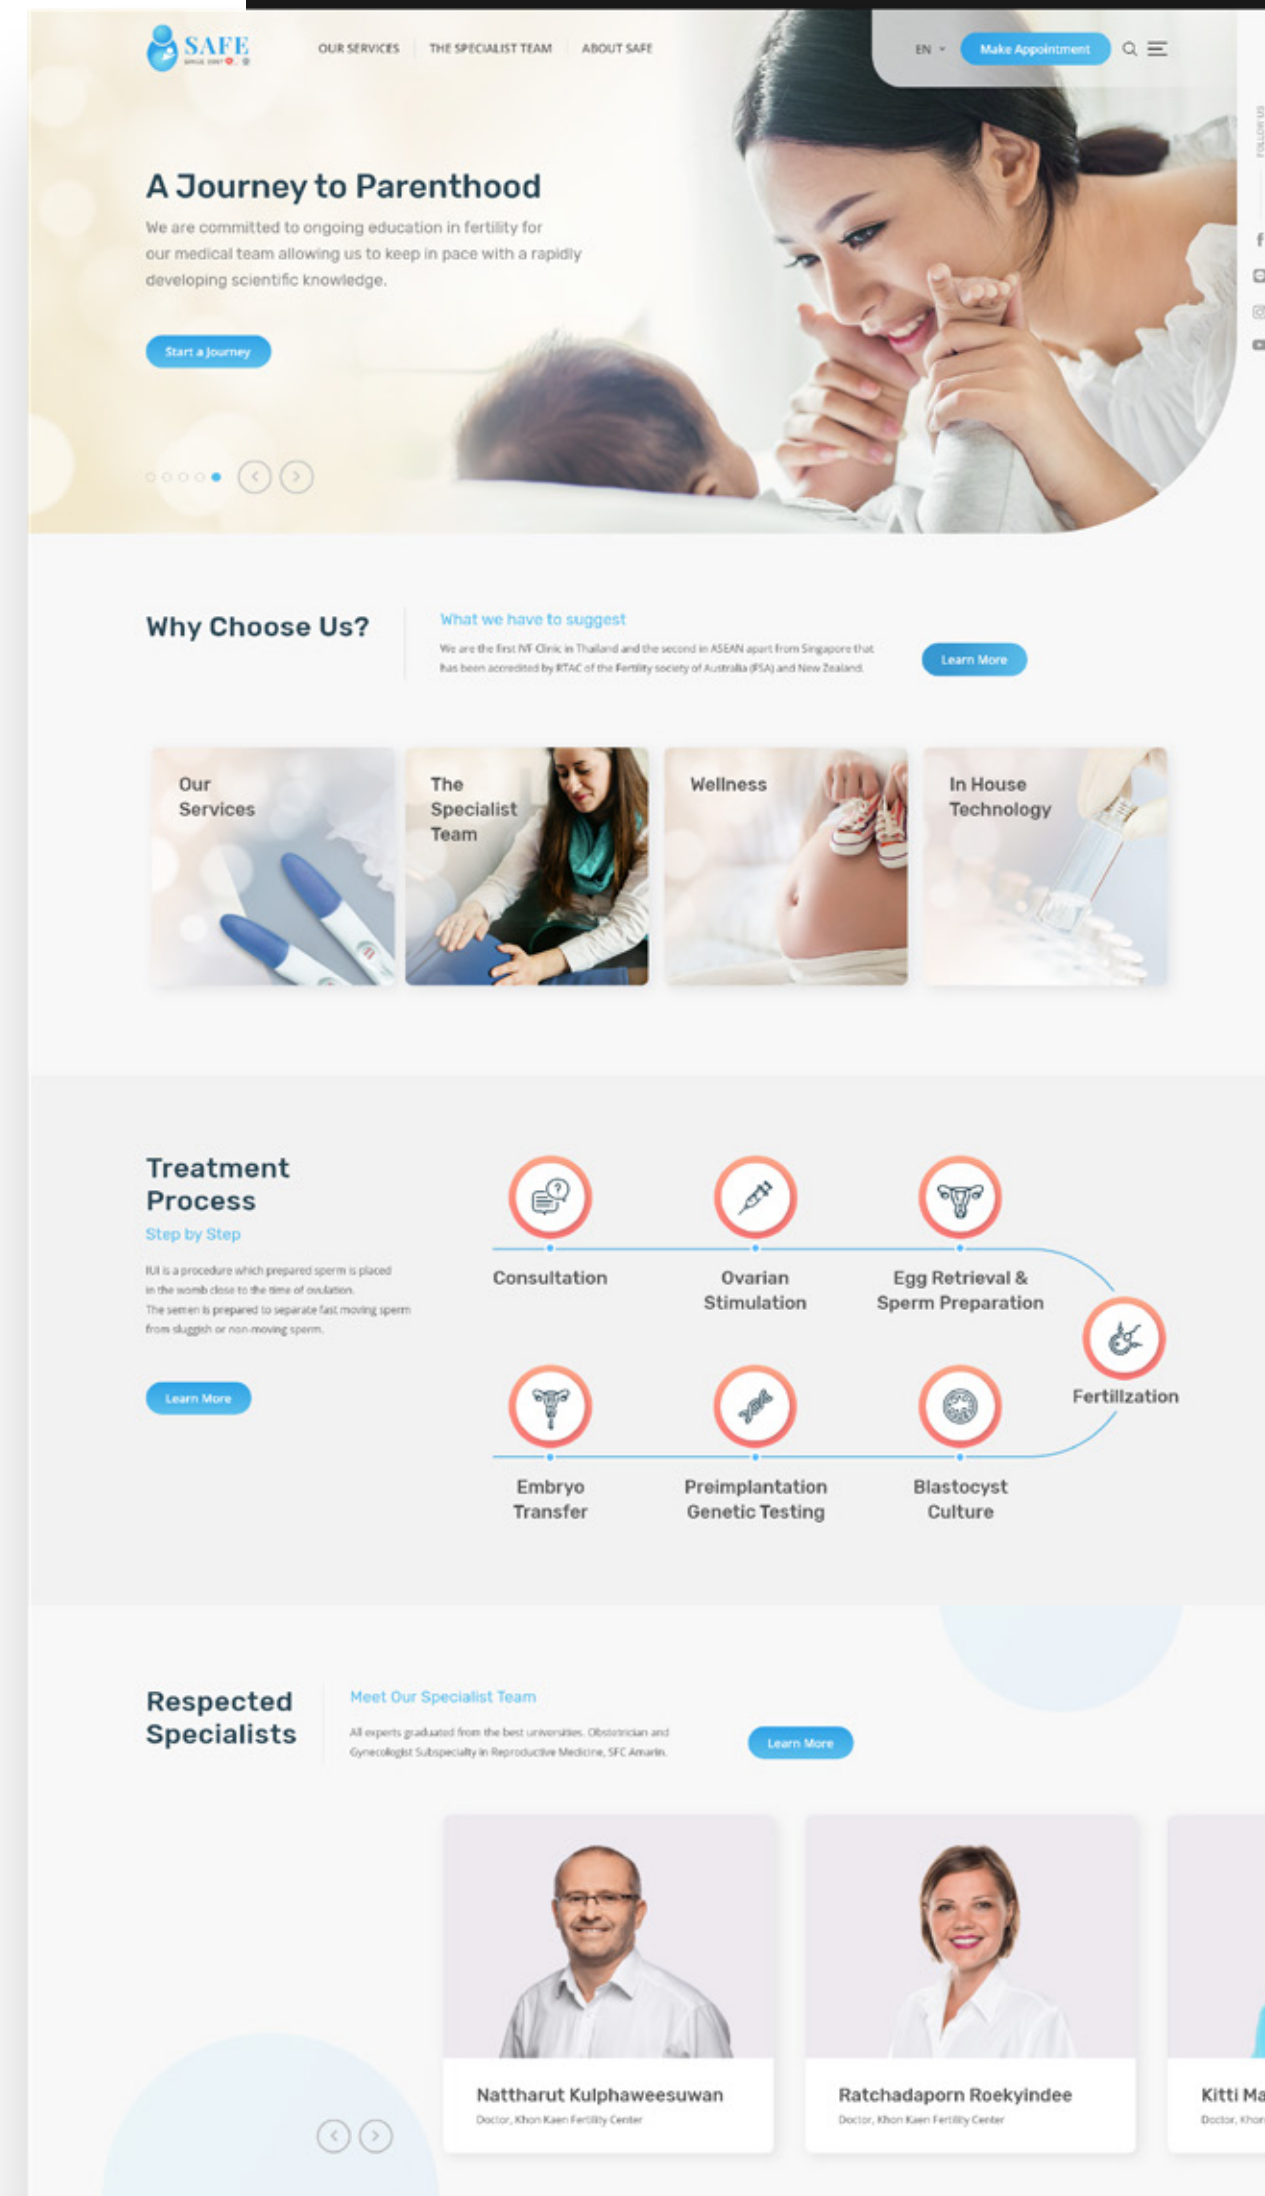 SAFE
OUR SERVICES
THE SPECIALIST TEAM
ABOUT SAFE
EN
Make Appointment
FOLLOW US
A Journey to Parenthood
We are committed to ongoing education in fertility for
our medical team allowing us to keep in pace with a rapidly
developing scientific knowledge.
Start a Journey
Why Choose Us?
What we have to suggest
We are the first IVF Clinic in Thailand and the second in ASEAN apart from Singapore that
has been accredited by RTAC of the Fertility society of Australia (FSA) and New Zealand.
Learn More
Our
Services
The
Specialist
Team
Wellness
In House
Technology
Treatment
Process
Step by Step
IUI is a procedure which prepared sperm is placed
in the womb close to the time of ovulation.
The semen is prepared to separate fast moving sperm
from sluggish or non-moving sperm.
Learn More
Consultation
Ovarian
Stimulation
Egg Retrieval &
Sperm Preparation
Fertilization
Embryo
Transfer
Preimplantation
Genetic Testing
Blastocyst
Culture
Respected
Specialists
Meet Our Specialist Team
All experts graduated from the best universities. Obstetrician and
Gynecologist Subspecialty in Reproductive Medicine, SFC Amarin.
Learn More
Nattharut Kulphaweesuwan
Doctor, Khon Kaen Fertility Center
Ratchadaporn Roekyindee
Doctor, Khon Kaen Fertility Center
Kitti Ma
Doctor, Khon